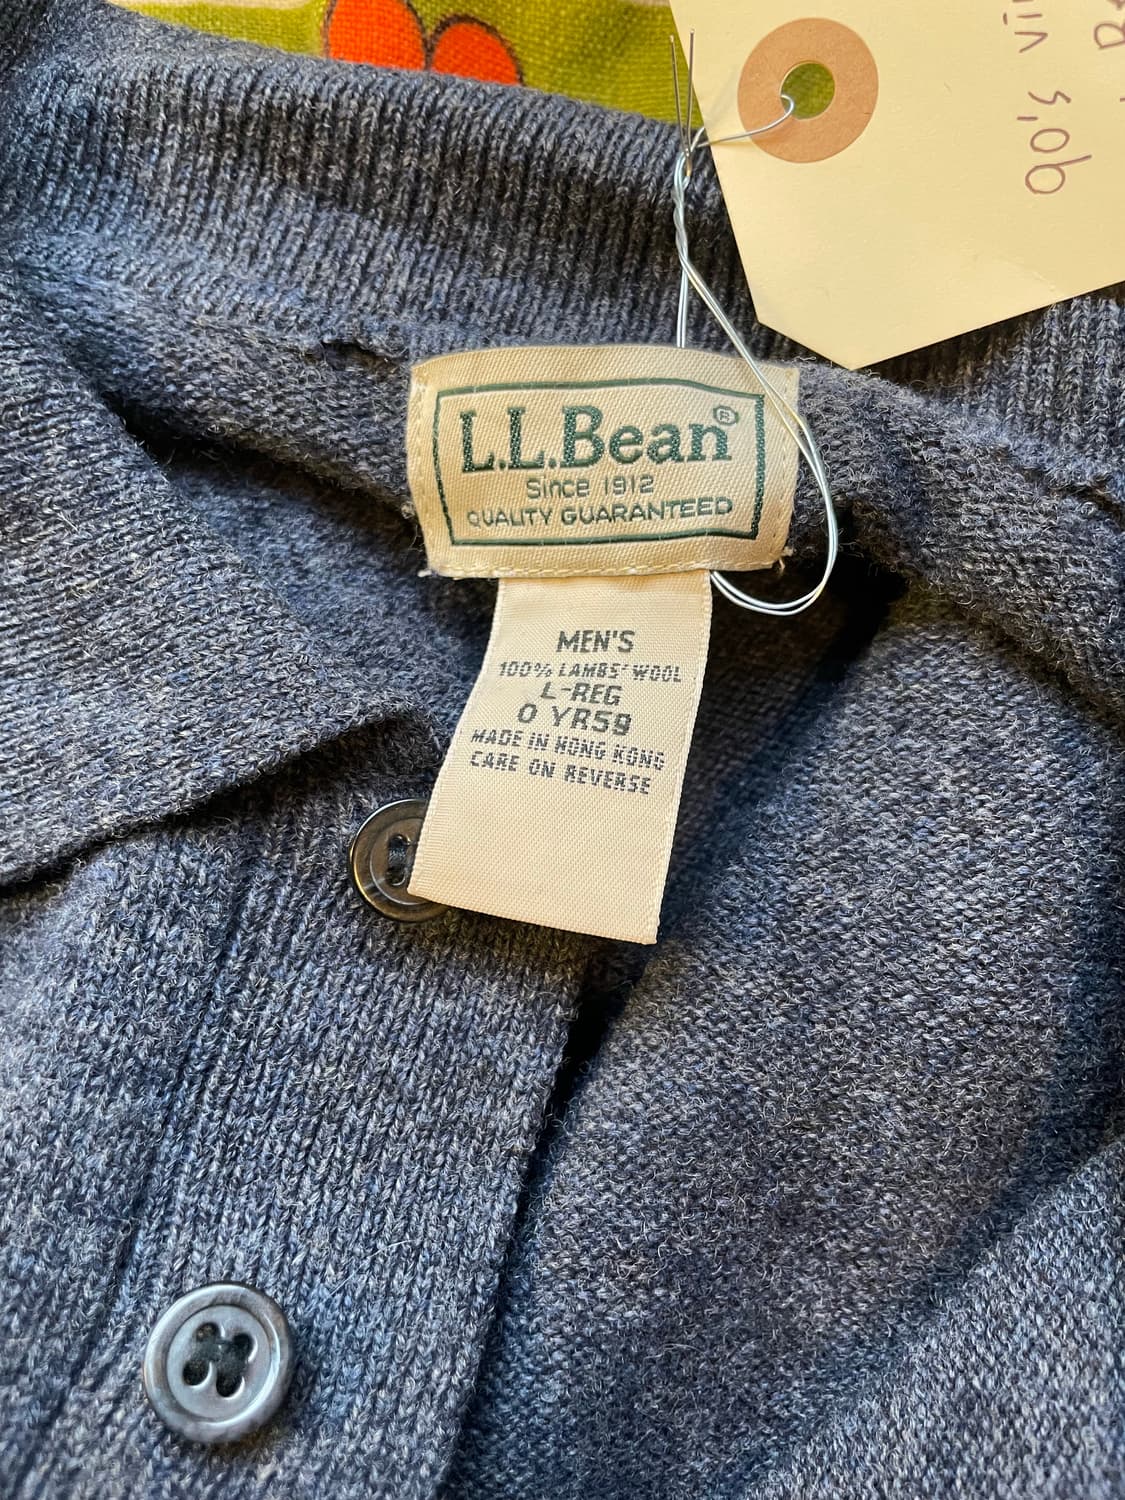 90's Vi
L.L.Bean®
Since 1912
QUALITY GUARANTEED
MEN'S
100% LAMBS' WOOL
L-REG
0 YR59
MADE IN HONG KONG
CARE ON REVERSE